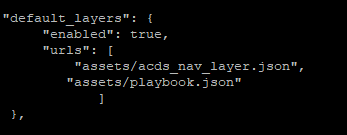 "default_layers": {
"enabled": true,
"urls": [
"assets/acds_nav_layer.json",
"assets/playbook.json"
]
},